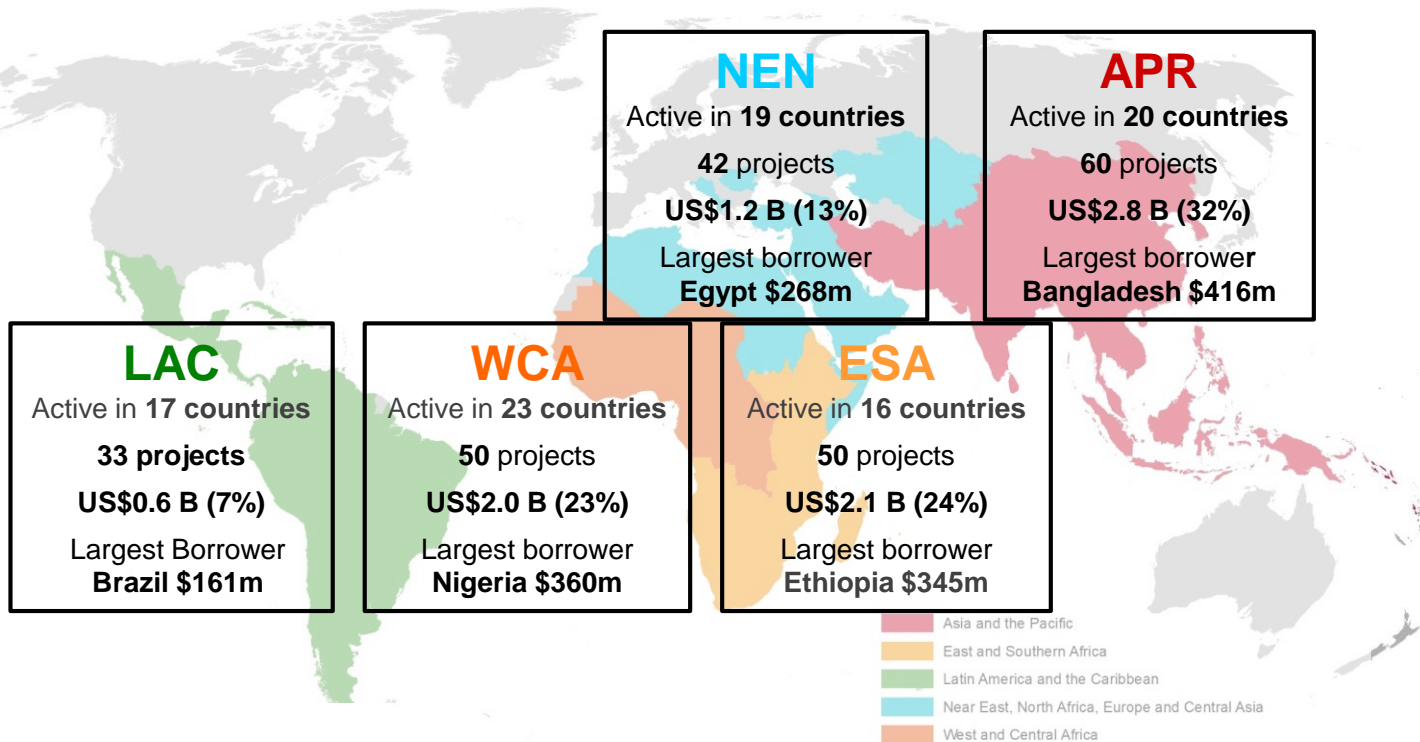 NEN
Active in 19 countries
42 projects
US$1.2 B (13%)
Largest borrower
Egypt $268m
APR
Active in 20 countries
60 projects
US$2.8 B (32%)
Largest borrower
Bangladesh $416m
LAC
Active in 17 countries
33 projects
US$0.6 B (7%)
Largest Borrower
Brazil $161m
WCA
Active in 23 countries
50 projects
US$2.0 B (23%)
Largest borrower
Nigeria $360m
ESA
Active in 16 countries
50 projects
US$2.1 B (24%)
Largest borrower
Ethiopia $345m
Asia and the Pacific
East and Southern Africa
Latin America and the Caribbean
Near East, North Africa, Europe and Central Asia
West and Central Africa